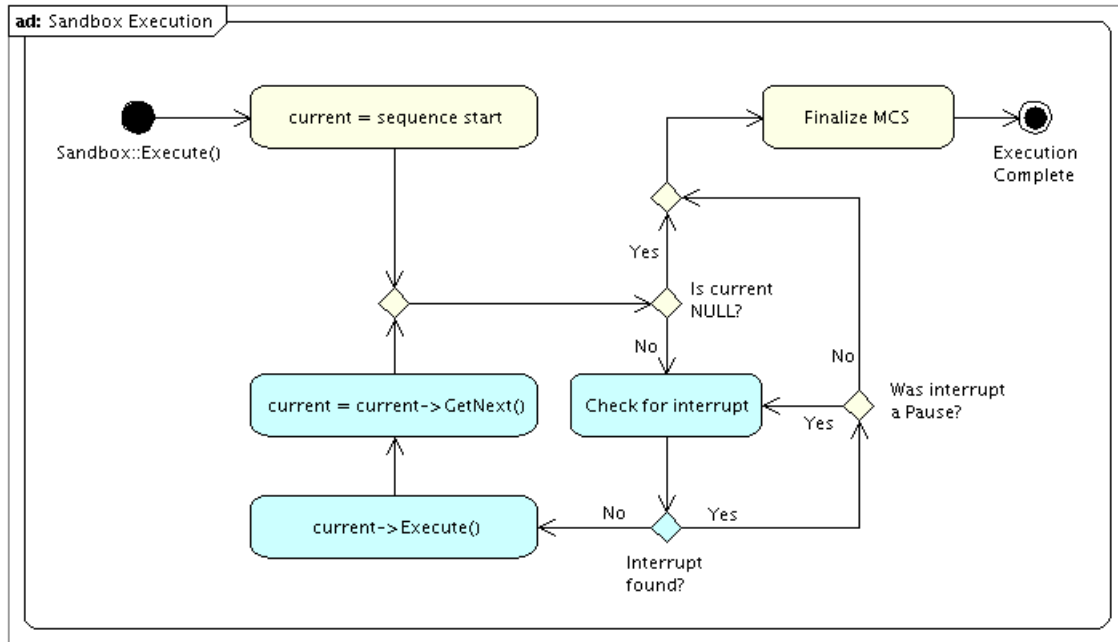 ad: Sandbox Execution
current = sequence start
Finalize MCS
Sandbox::Execute()
Execution
Complete
Yes
Is current
NULL?
No
No
current = current->GetNext()
Check for interrupt
Was interrupt
a Pause?
Yes
current->Execute()
No
Yes
Interrupt
found?